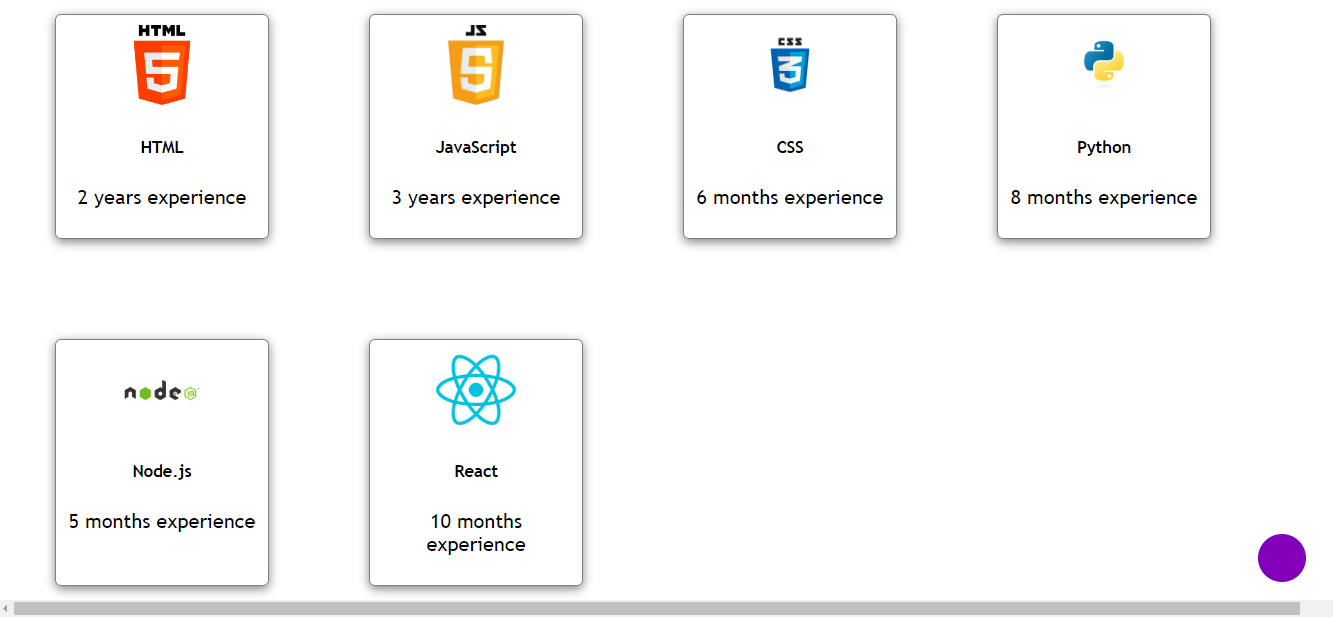 HTML
5
HTML
2 years experience
JS
5
JavaScript
3 years experience
CSS
3
CSS
6 months experience
Python
8 months experience
node
JS
Node.js
5 months experience
React
10 months
experience